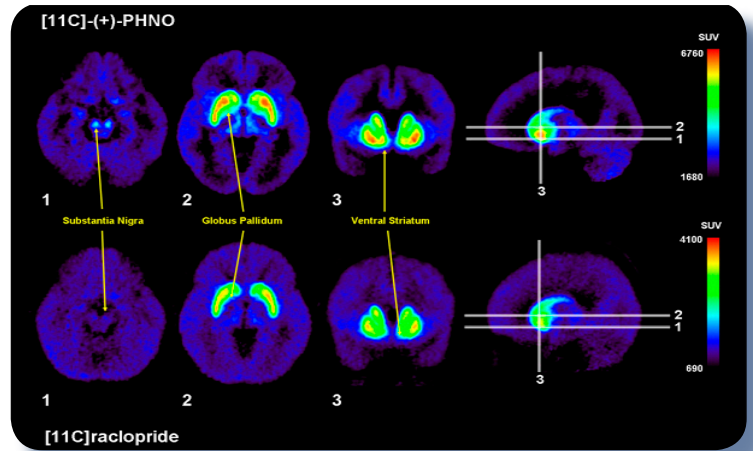 [11C]-(+)-PHNO
SUV
6760
2
1
1680
1
2
3
3
Substantia Nigra
Globus Pallidum
Ventral Striatum
SUV
4100
2
1
690
1
2
3
3
[11C]raclopride